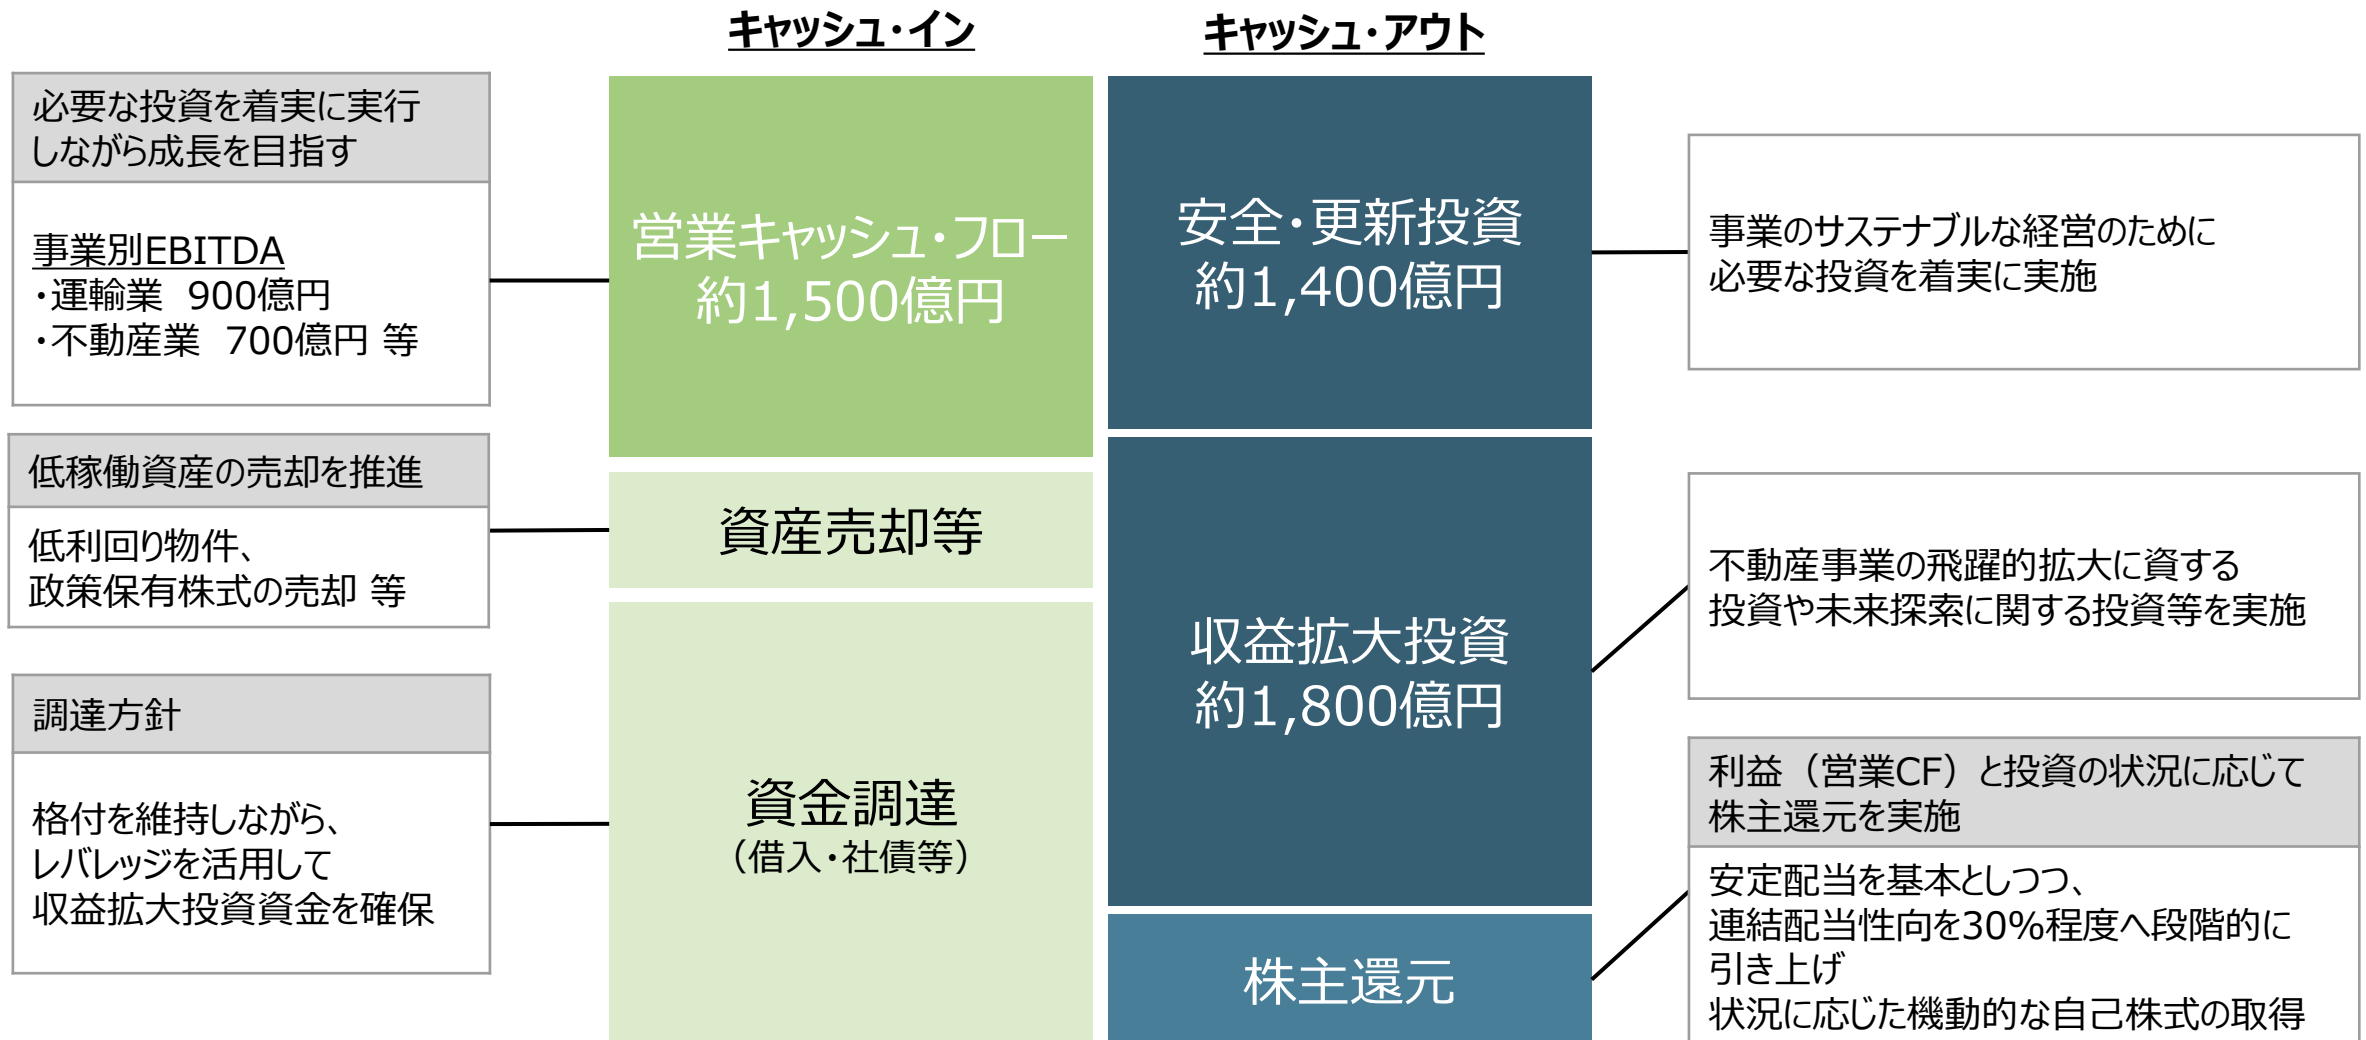 キャッシュ・イン
キャッシュ・アウト
必要な投資を着実に実行
しながら成長を目指す
事業別EBITDA
・運輸業 900億円
・不動産業 700億円 等
営業キャッシュ・フロー
約1,500億円
安全・更新投資
約1,400億円
事業のサステナブルな経営のために
必要な投資を着実に実施
低稼働資産の売却を推進
低利回り物件、
政策保有株式の売却 等
資産売却等
収益拡大投資
約1,800億円
不動産事業の飛躍的拡大に資する
投資や未来探索に関する投資等を実施
調達方針
格付を維持しながら、
レバレッジを活用して
収益拡大投資資金を確保
資金調達
（借入・社債等）
株主還元
利益（営業CF）と投資の状況に応じて
株主還元を実施
安定配当を基本としつつ、
連結配当性向を30%程度へ段階的に
引き上げ
状況に応じた機動的な自己株式の取得